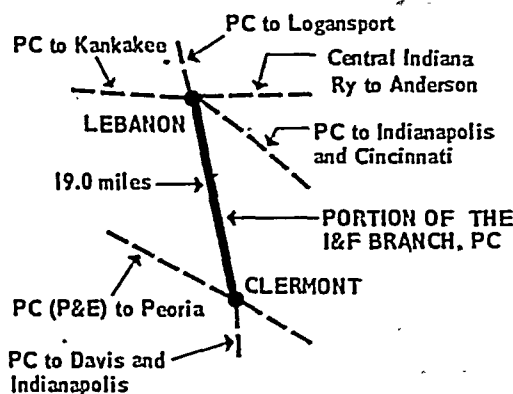 PC to Logansport
PC to Kankakee
Central Indiana
Ry to Anderson
LEBANON
PC to Indianapolis
and Cincinnati
19.0 miles
PORTION OF THE
I&F BRANCH, PC
CLERMONT
PC (P&E) to Peoria
PC to Davis and
Indianapolis